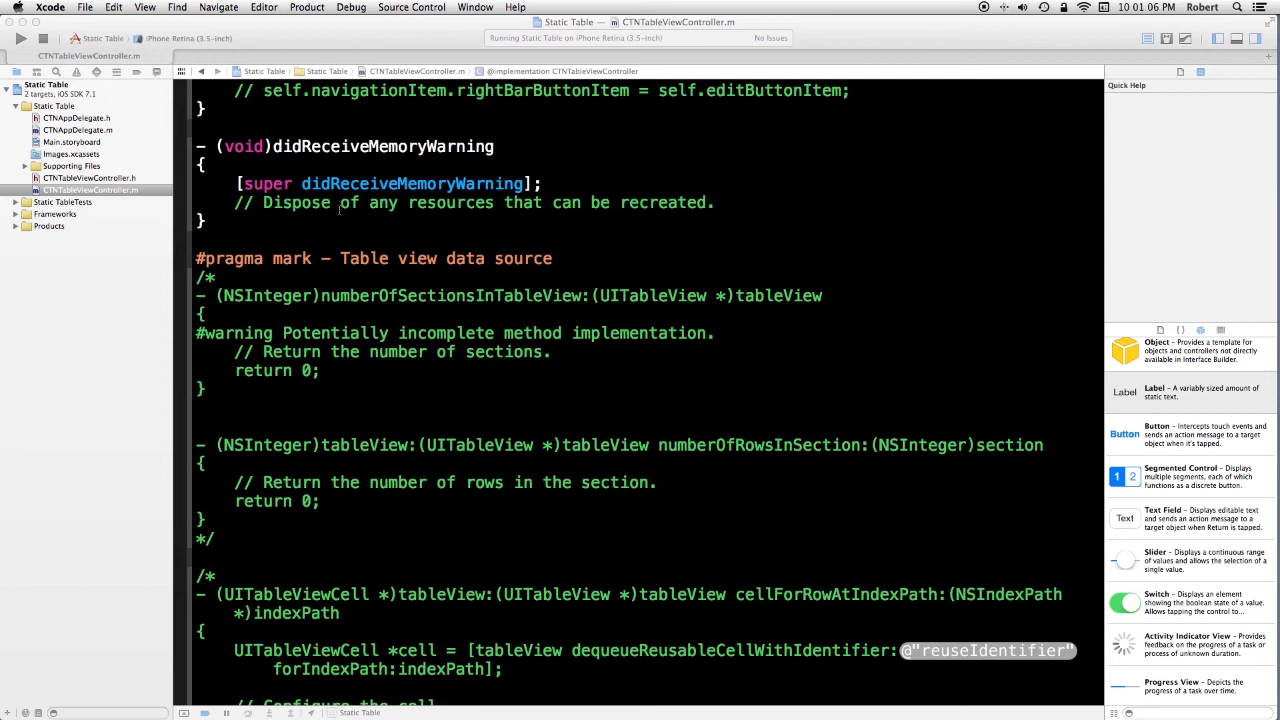 Xcode File Edit View Find Navigate Editor Product Debug Source Control Window Help 10:01:06 PM Robert
Static Table — CTNTableViewController.m
Static Table iPhone Retina (3.5-inch)
Running Static Table on iPhone Retina (3.5-inch) No Issues
CTNTableViewController.m
Static Table Static Table CTNTableViewController.m @implementation CTNTableViewController
Static Table
2 targets, iOS SDK 7.1
Static Table
CTNAppDelegate.h
CTNAppDelegate.m
Main.storyboard
Images.xcassets
Supporting Files
CTNTableViewController.h
CTNTableViewController.m
Static TableTests
Frameworks
Products
// self.navigationItem.rightBarButtonItem = self.editButtonItem;
}
- (void)didReceiveMemoryWarning
{
[super didReceiveMemoryWarning];
// Dispose of any resources that can be recreated.
}
#pragma mark - Table view data source
/*
- (NSInteger)numberOfSectionsInTableView:(UITableView *)tableView
{
#warning Potentially incomplete method implementation.
// Return the number of sections.
return 0;
}
- (NSInteger)tableView:(UITableView *)tableView numberOfRowsInSection:(NSInteger)section
{
// Return the number of rows in the section.
return 0;
}
*/
/*
- (UITableViewCell *)tableView:(UITableView *)tableView cellForRowAtIndexPath:(NSIndexPath
*)indexPath
{
UITableViewCell *cell = [tableView dequeueReusableCellWithIdentifier:@"reuseIdentifier"
forIndexPath:indexPath];
// Configure the cell
Static Table
Quick Help
Object – Provides a template for
objects and controllers not directly
available in Interface Builder.
Label
Label – A variably sized amount of
static text.
Button
Button – Intercepts touch events and
sends an action message to a target
object when it's tapped.
1 2
Segmented Control – Displays
multiple segments, each of which
functions as a discrete button.
Text
Text Field – Displays editable text
and sends an action message to a
target object when Return is tapped.
Slider – Displays a continuous range
of values and allows the selection of a
single value.
Switch – Displays an element
showing the boolean state of a value.
Allows tapping the control to...
Activity Indicator View – Provides
feedback on the progress of a task or
process of unknown duration.
Progress View – Depicts the
progress of a task over time.